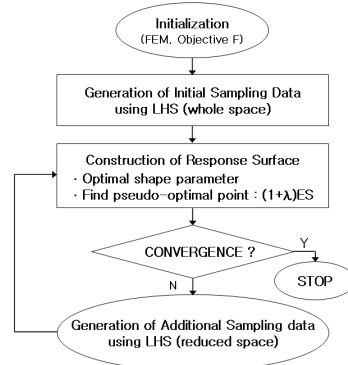 Initialization
(FEM, Objective F)
Generation of Initial Sampling Data
using LHS (whole space)
Construction of Response Surface
· Optimal shape parameter
· Find pseudo-optimal point : (1+λ)ES
CONVERGENCE ?
Y
N
STOP
Generation of Additional Sampling data
using LHS (reduced space)